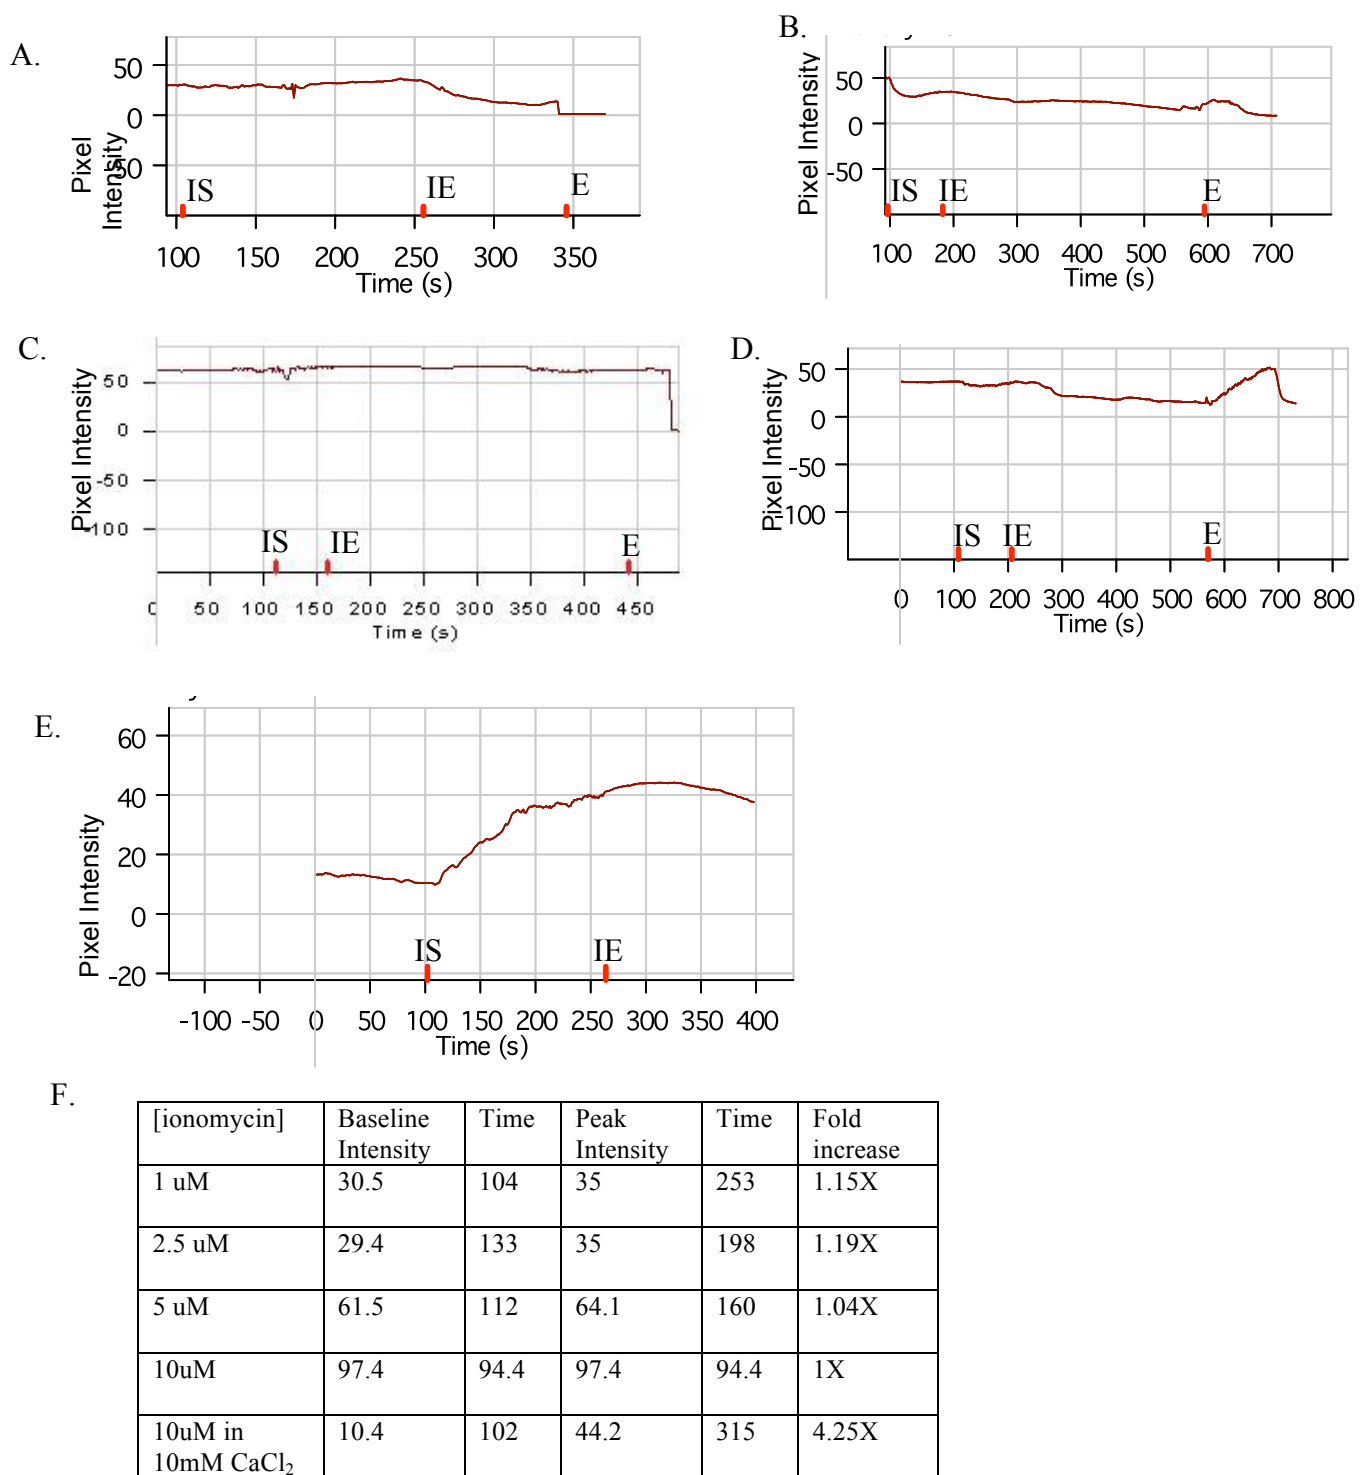 A.
50
0
50
Pixel
Intensity
IS
IE
E
100 150 200 250 300 350
Time (s)
B.
50
0
-50
Pixel Intensity
IS
IE
E
100 200 300 400 500 600 700
Time (s)
C.
50
0
-50
-100
Pixel Intensity
IS
IE
E
0 50 100 150 200 250 300 350 400 450
Time (s)
D.
50
0
-50
-100
Pixel Intensity
IS
IE
E
0 100 200 300 400 500 600 700 800
Time (s)
E.
60
40
20
0
-20
Pixel Intensity
IS
IE
-100 -50 0 50 100 150 200 250 300 350 400
Time (s)
F.
[ionomycin] Baseline Intensity Time Peak Intensity Time Fold increase
1 uM 30.5 104 35 253 1.15X
2.5 uM 29.4 133 35 198 1.19X
5 uM 61.5 112 64.1 160 1.04X
10uM 97.4 94.4 97.4 94.4 1X
10uM in 10mM CaCl₂ 10.4 102 44.2 315 4.25X